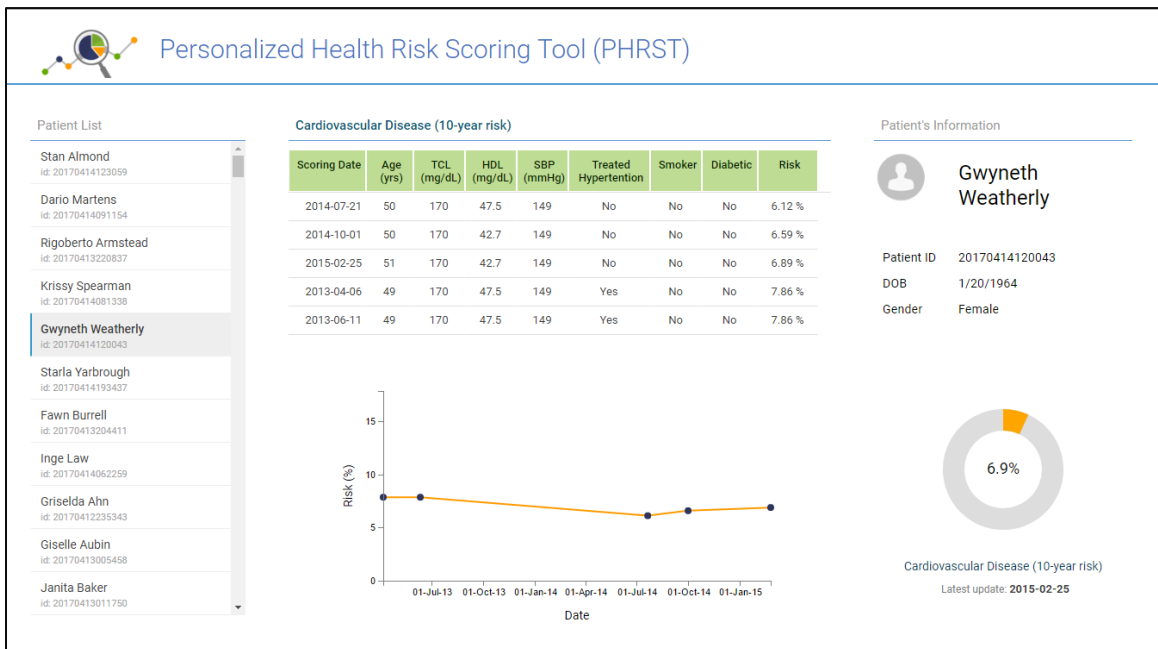 Personalized Health Risk Scoring Tool (PHRST)
Patient List
Stan Almond
id: 20170414123059
Dario Martens
id: 20170414091154
Rigoberto Armstead
id: 20170413220837
Krissy Spearman
id: 20170414081338
Gwyneth Weatherly
id: 20170414120043
Starla Yarbrough
id: 20170414193437
Fawn Burrell
id: 20170413204411
Inge Law
id: 20170414062259
Griselda Ahn
id: 20170412235343
Giselle Aubin
id: 20170413005458
Janita Baker
id: 20170413011750
Cardiovascular Disease (10-year risk)
Scoring Date Age (yrs) TCL (mg/dL) HDL (mg/dL) SBP (mmHg) Treated Hypertention Smoker Diabetic Risk
2014-07-21 50 170 47.5 149 No No No 6.12 %
2014-10-01 50 170 42.7 149 No No No 6.59 %
2015-02-25 51 170 42.7 149 No No No 6.89 %
2013-04-06 49 170 47.5 149 Yes No No 7.86 %
2013-06-11 49 170 47.5 149 Yes No No 7.86 %
Risk (%)
15
10
5
0
01-Jul-13 01-Oct-13 01-Jan-14 01-Apr-14 01-Jul-14 01-Oct-14 01-Jan-15
Date
Patient's Information
Gwyneth
Weatherly
Patient ID 20170414120043
DOB 1/20/1964
Gender Female
6.9%
Cardiovascular Disease (10-year risk)
Latest update: 2015-02-25